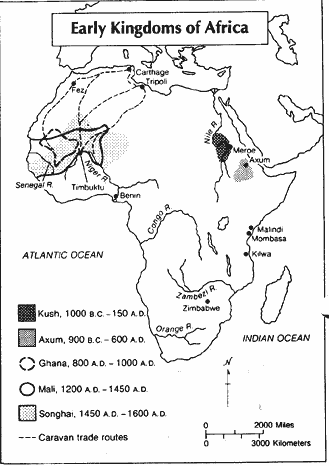 Early Kingdoms of Africa
Carthage
Tripoli
Fez
Nile R.
Meroe
Axum
Senegal R.
Niger R.
Timbuktu
Benin
Congo R.
Malindi
Mombasa
Kilwa
ATLANTIC OCEAN
Zambezi R.
Zimbabwe
Orange R.
INDIAN OCEAN
Kush, 1000 B.C. – 150 A.D.
Axum, 900 B.C. – 600 A.D.
Ghana, 800 A.D. – 1000 A.D.
Mali, 1200 A.D. – 1450 A.D.
Songhai, 1450 A.D. – 1600 A.D.
Caravan trade routes
N
0 2000 Miles
0 3000 Kilometers